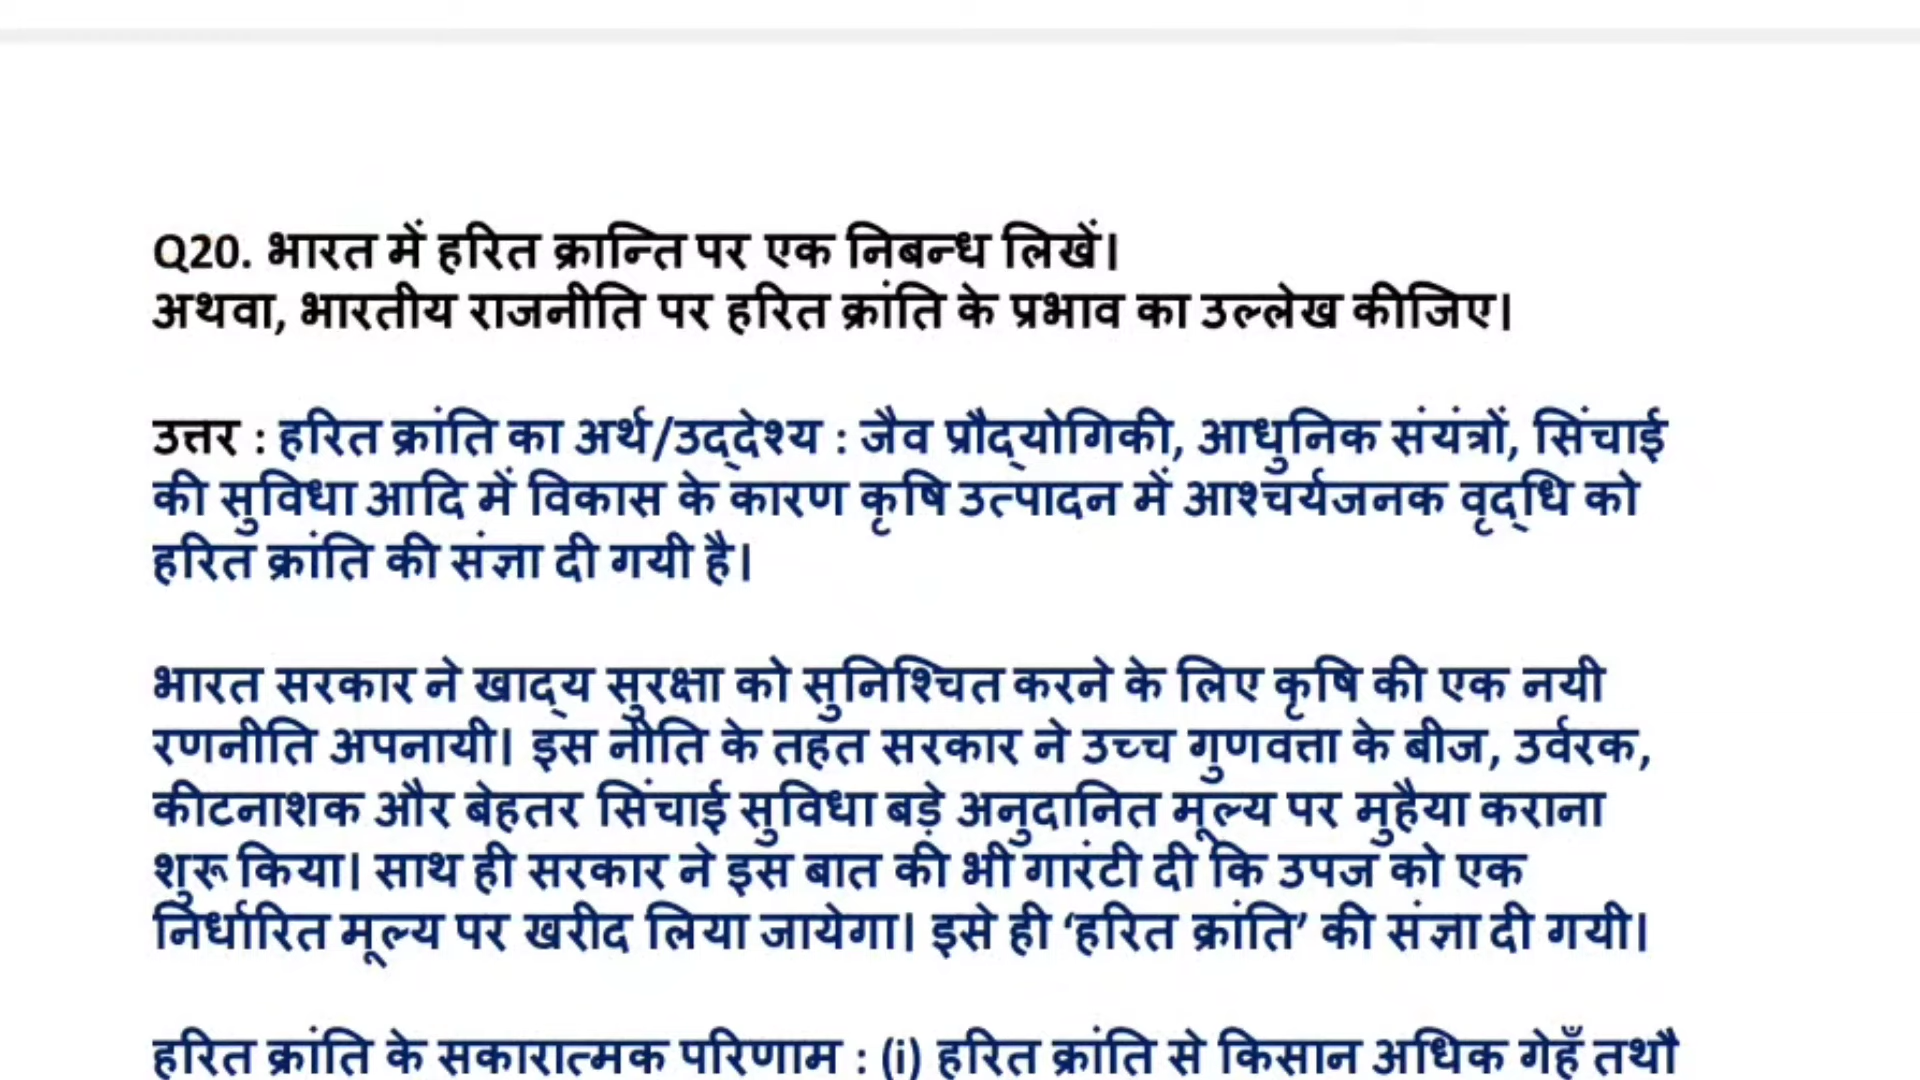 Q20. भारत में हरित क्रान्ति पर एक निबन्ध लिखें।
अथवा, भारतीय राजनीति पर हरित क्रांति के प्रभाव का उल्लेख कीजिए।
उत्तर : हरित क्रांति का अर्थ/उद्देश्य : जैव प्रौद्योगिकी, आधुनिक संयंत्रों, सिंचाई
की सुविधा आदि में विकास के कारण कृषि उत्पादन में आश्चर्यजनक वृद्धि को
हरित क्रांति की संज्ञा दी गयी है।
भारत सरकार ने खाद्य सुरक्षा को सुनिश्चित करने के लिए कृषि की एक नयी
रणनीति अपनायी। इस नीति के तहत सरकार ने उच्च गुणवत्ता के बीज, उर्वरक,
कीटनाशक और बेहतर सिंचाई सुविधा बड़े अनुदानित मूल्य पर मुहैया कराना
शुरू किया। साथ ही सरकार ने इस बात की भी गारंटी दी कि उपज को एक
निर्धारित मूल्य पर खरीद लिया जायेगा। इसे ही ‘हरित क्रांति’ की संज्ञा दी गयी।
हरित क्रांति के सकारात्मक परिणाम : (i) हरित क्रांति से किसान अधिक गेहूँ तथौ